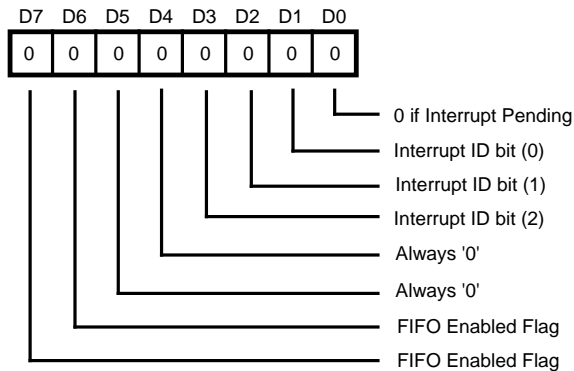 D7 D6 D5 D4 D3 D2 D1 D0
0 0 0 0 0 0 0 0
0 if Interrupt Pending
Interrupt ID bit (0)
Interrupt ID bit (1)
Interrupt ID bit (2)
Always '0'
Always '0'
FIFO Enabled Flag
FIFO Enabled Flag